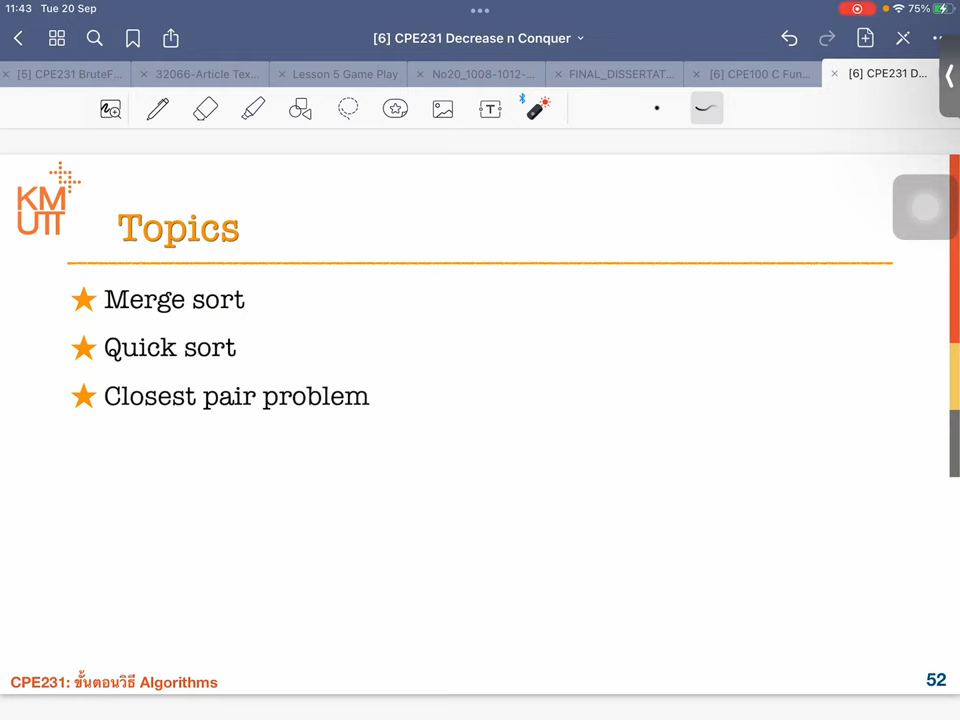 11:43 Tue 20 Sep
75%
[6] CPE231 Decrease n Conquer
[5] CPE231 BruteF...
32066-Article Tex...
Lesson 5 Game Play
No20_1008-1012-...
FINAL_DISSERTAT...
[6] CPE100 C Fun...
[6] CPE231 D...
T
KM
UTT
Topics
★ Merge sort
★ Quick sort
★ Closest pair problem
CPE231: ขั้นตอนวิธี Algorithms
52